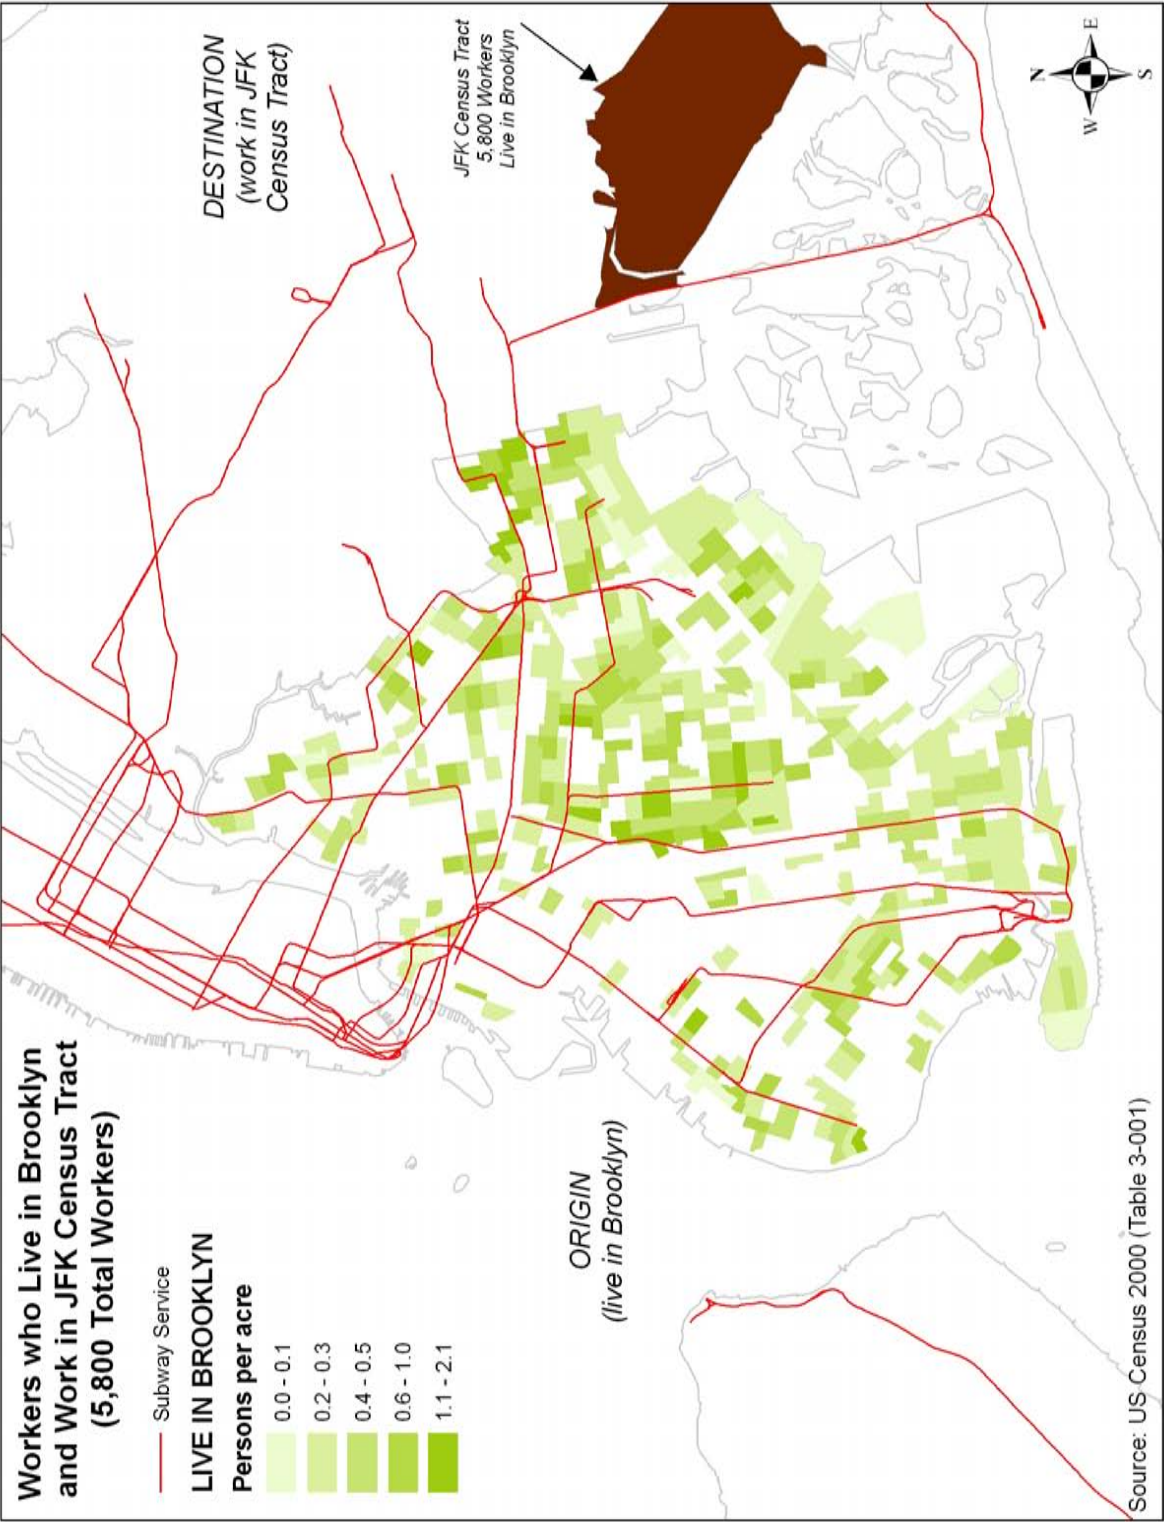 Workers who Live in Brooklyn
and Work in JFK Census Tract
(5,800 Total Workers)
Subway Service
LIVE IN BROOKLYN
Persons per acre
0.0 - 0.1
0.2 - 0.3
0.4 - 0.5
0.6 - 1.0
1.1 - 2.1
DESTINATION
(work in JFK
Census Tract)
JFK Census Tract
5,800 Workers
Live in Brooklyn
ORIGIN
(live in Brooklyn)
N
W
E
S
Source: US Census 2000 (Table 3-001)